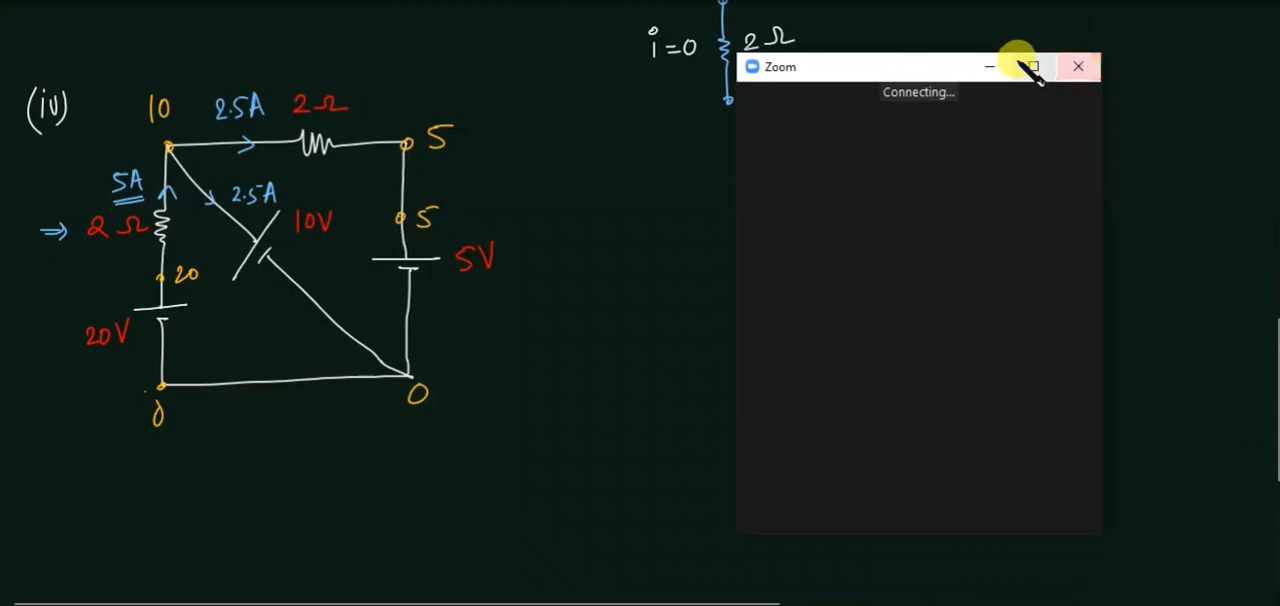 i=0 2Ω
Zoom
Connecting...
(iv) 10 2.5A 2Ω 5
5A 2.5A
⇒ 2Ω 10V 5
20 5V
20V
0 0